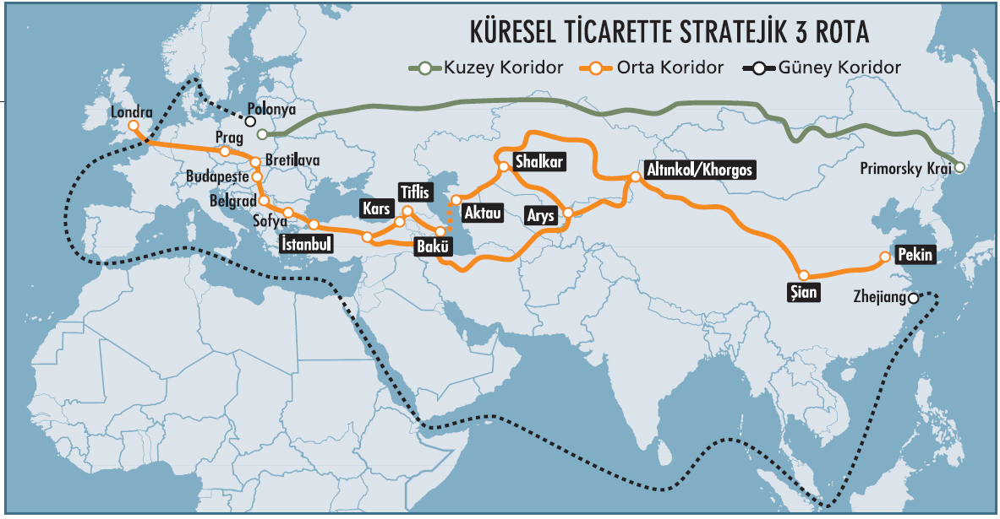 KÜRESEL TİCARETTE STRATEJİK 3 ROTA
Kuzey Koridor Orta Koridor Güney Koridor
Londra
Polonya
Prag
Bretilava
Budapeşte
Belgrad
Sofya
İstanbul
Kars
Tiflis
Bakü
Aktau
Shalkar
Arys
Altınkol/Khorgos
Primorsky Krai
Pekin
Şian
Zhejiang